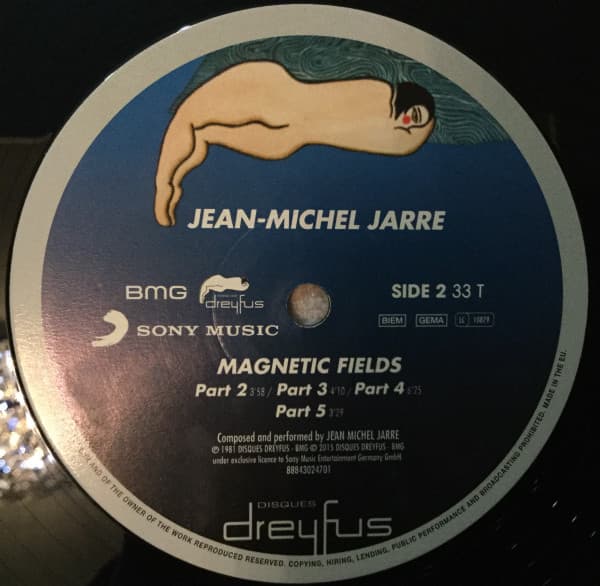 JEAN-MICHEL JARRE
BMG dreyfus
SONY MUSIC
SIDE 2 33 T
BIEM GEMA LC
MAGNETIC FIELDS
Part 2 3'58 / Part 3 4'10 / Part 4 6'25
Part 5 3'29
Composed and performed by JEAN MICHEL JARRE
℗ 1981 DISQUES DREYFUS - BMG © 2015 DISQUES DREYFUS - BMG
under exclusive licence to Sony Music Entertainment Germany GmbH.
88843024701
DISQUES
dreyfus
AND OF THE OWNER OF THE WORK REPRODUCED RESERVED. COPYING, HIRING, LENDING, PUBLIC PERFORMANCE AND BROADCASTING PROHIBITED. MADE IN THE EU.